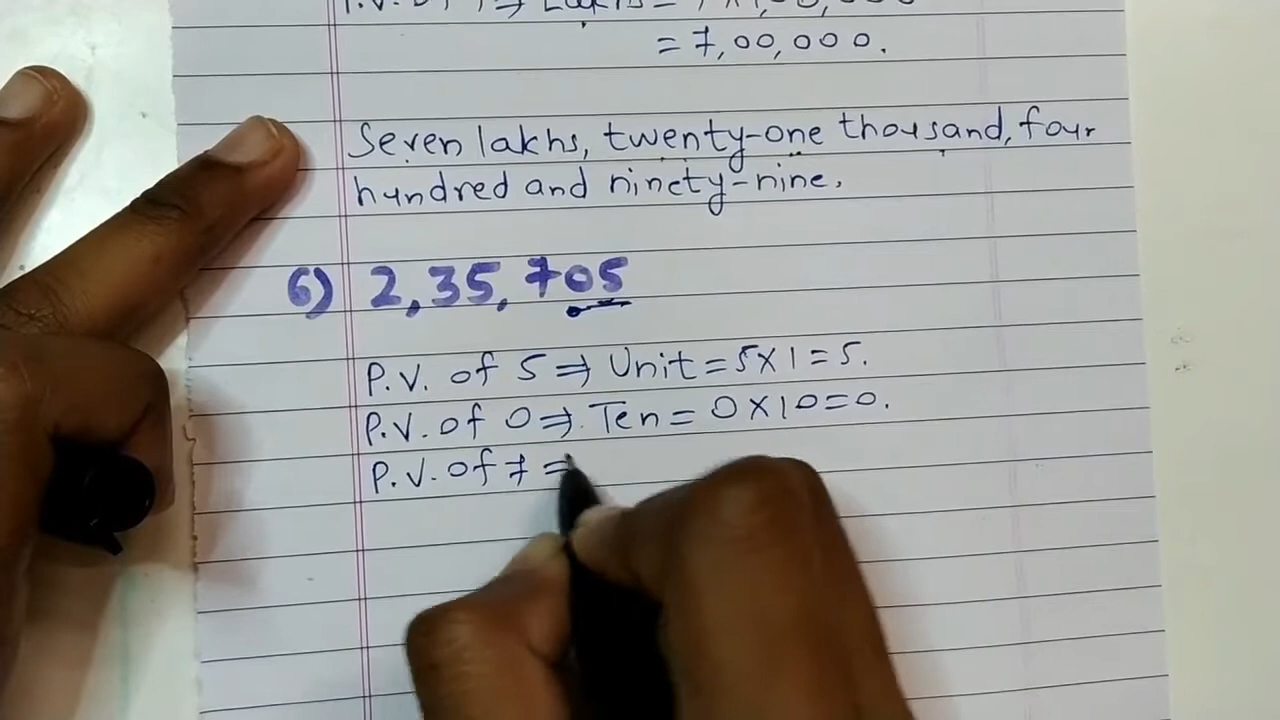 = 7,00,000.
Seven lakhs, twenty-one thousand, four
hundred and ninety-nine.
6) 2,35,705
P.V. of 5 ⇒ Unit = 5×1 = 5.
P.V. of 0 ⇒ Ten = 0×10=0.
P.V. of 7 =